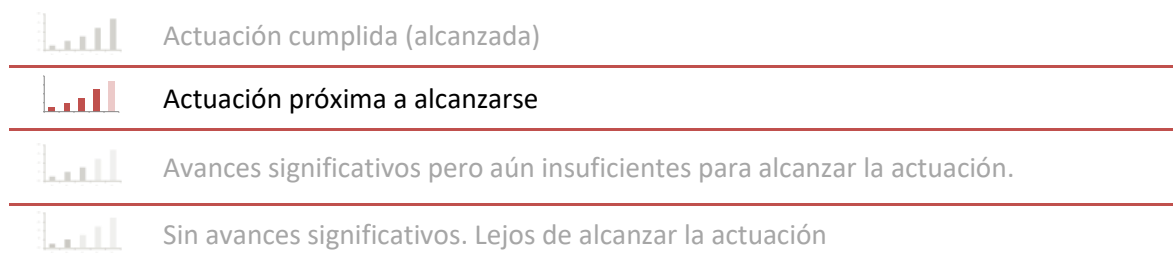 Actuación cumplida (alcanzada)
Actuación próxima a alcanzarse
Avances significativos pero aún insuficientes para alcanzar la actuación.
Sin avances significativos. Lejos de alcanzar la actuación